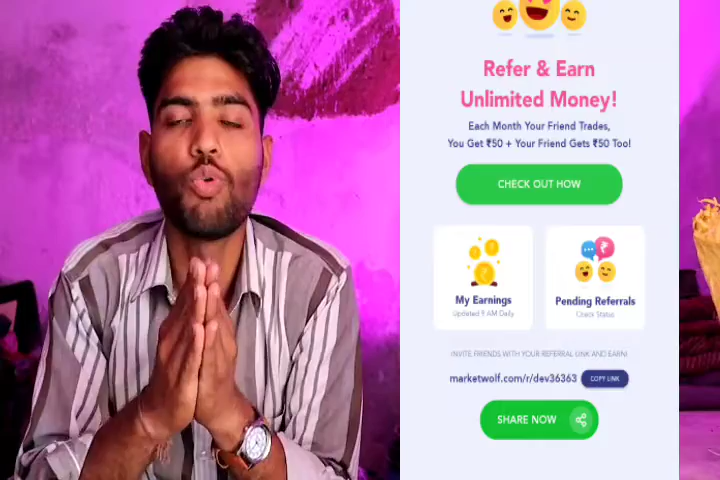 Refer & Earn
Unlimited Money!
Each Month Your Friend Trades,
You Get ₹50 + Your Friend Gets ₹50 Too!
CHECK OUT HOW
My Earnings
Updated 9 AM Daily
Pending Referrals
Check Status
INVITE FRIENDS WITH YOUR REFERRAL LINK AND EARN!
marketwolf.com/r/dev36363
COPY LINK
SHARE NOW